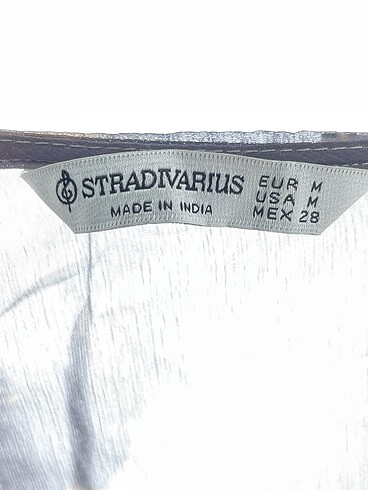 STRADIVARIUS
MADE IN INDIA
EUR M
USA M
MEX 28